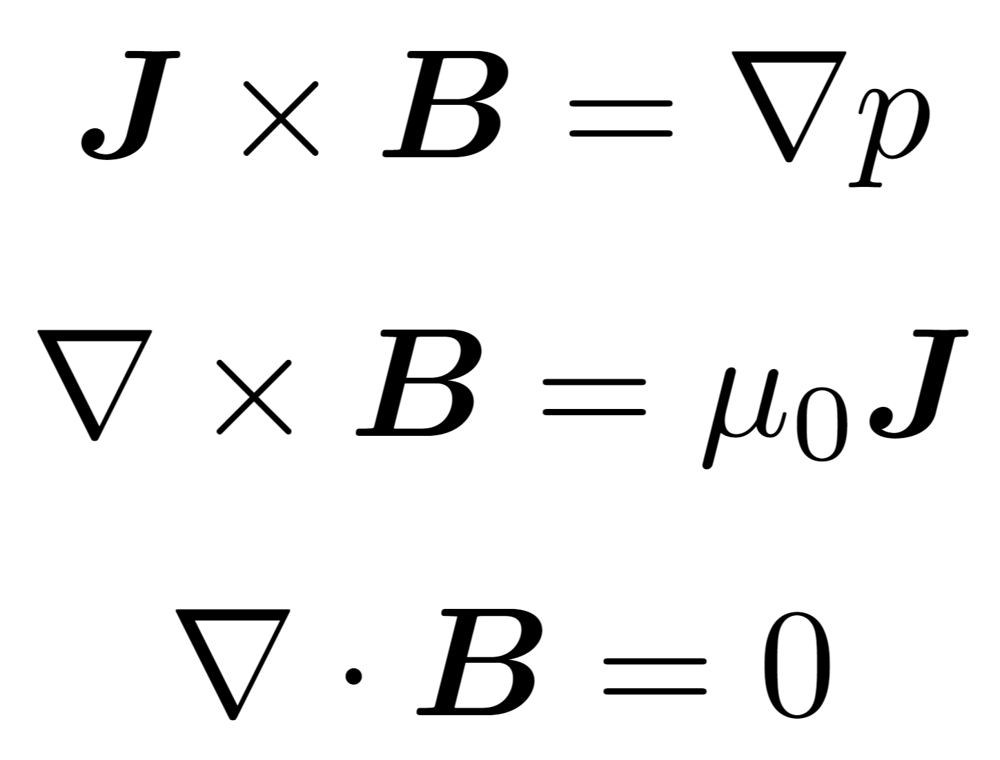 J × B = ∇p
∇ × B = μ₀J
∇ · B = 0